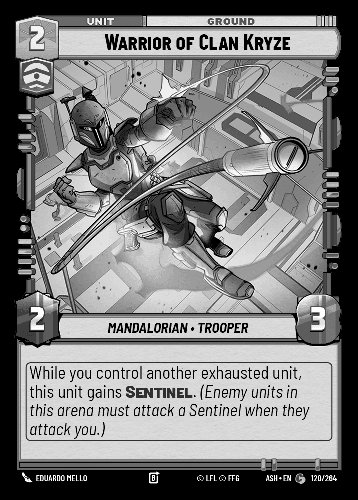 UNIT
GROUND
2
WARRIOR OF CLAN KRYZE
2
3
MANDALORIAN • TROOPER
While you control another exhausted unit,
this unit gains SENTINEL. (Enemy units in
this arena must attack a Sentinel when they
attack you.)
EDUARDO MELLO
© LFL © FFG
ASH • EN
120/264